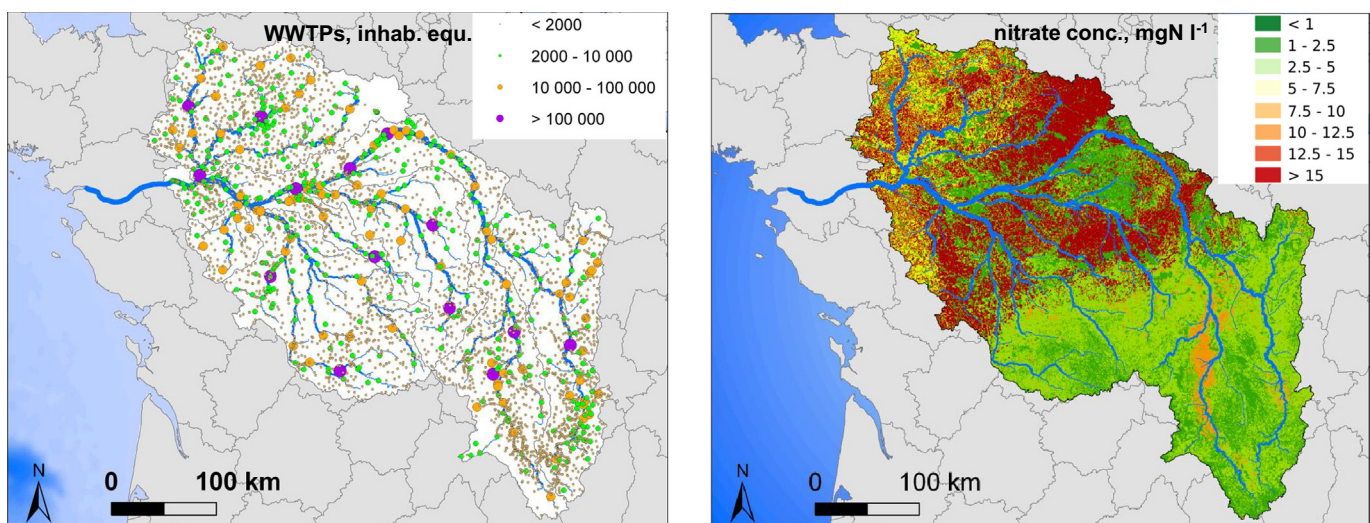 WWTPs, inhab. equ.
< 2000
2000 - 10 000
10 000 - 100 000
> 100 000
N
0 100 km
nitrate conc., mgN l⁻¹
< 1
1 - 2.5
2.5 - 5
5 - 7.5
7.5 - 10
10 - 12.5
12.5 - 15
> 15
N
0 100 km